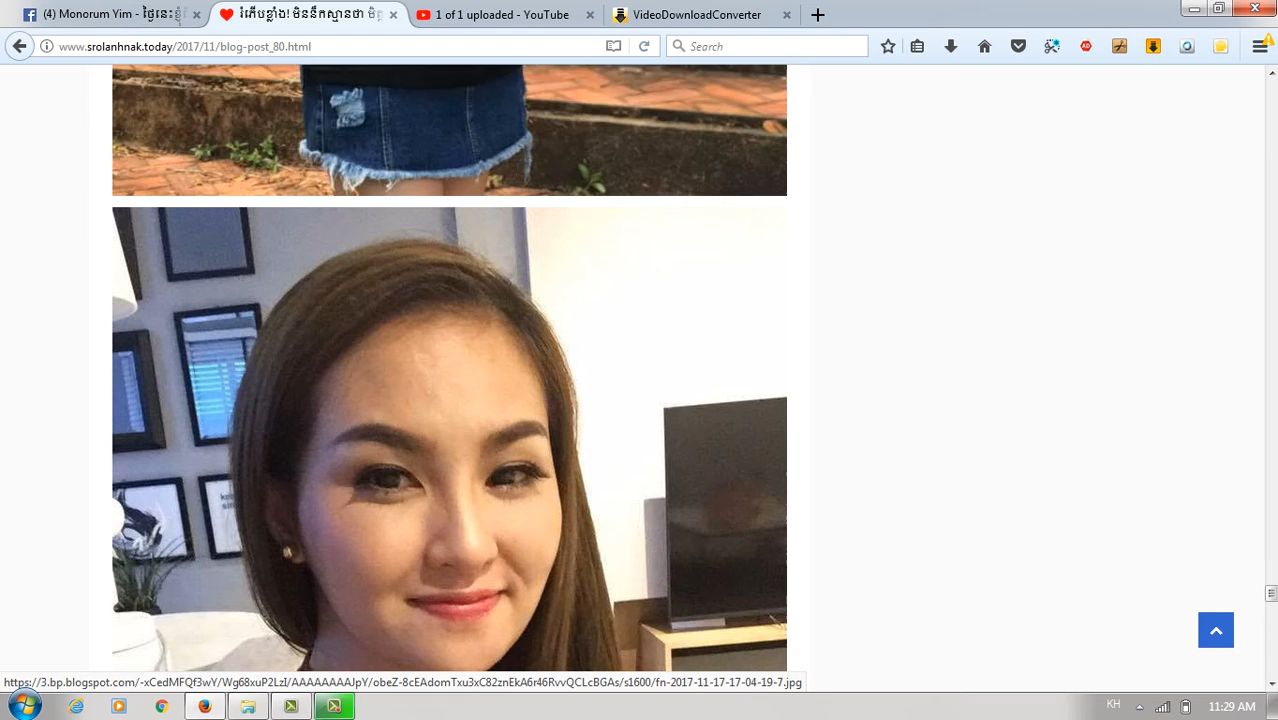 (4) Monorum Yim - ថ្ងៃនេះខ្ញុំ
រំភើបខ្លាំង! មិននឹកស្មានថា
1 of 1 uploaded - YouTube
VideoDownloadConverter
www.srolanhnak.today/2017/11/blog-post_80.html
Search
https://3.bp.blogspot.com/-xCedMFQf3wY/Wg68xuP2LzI/AAAAAAAAJpY/obeZ-8cEAdomTxu3xC82znEkA6r46RvvQCLcBGAs/s1600/fn-2017-11-17-17-04-19-7.jpg
KH
11:29 AM